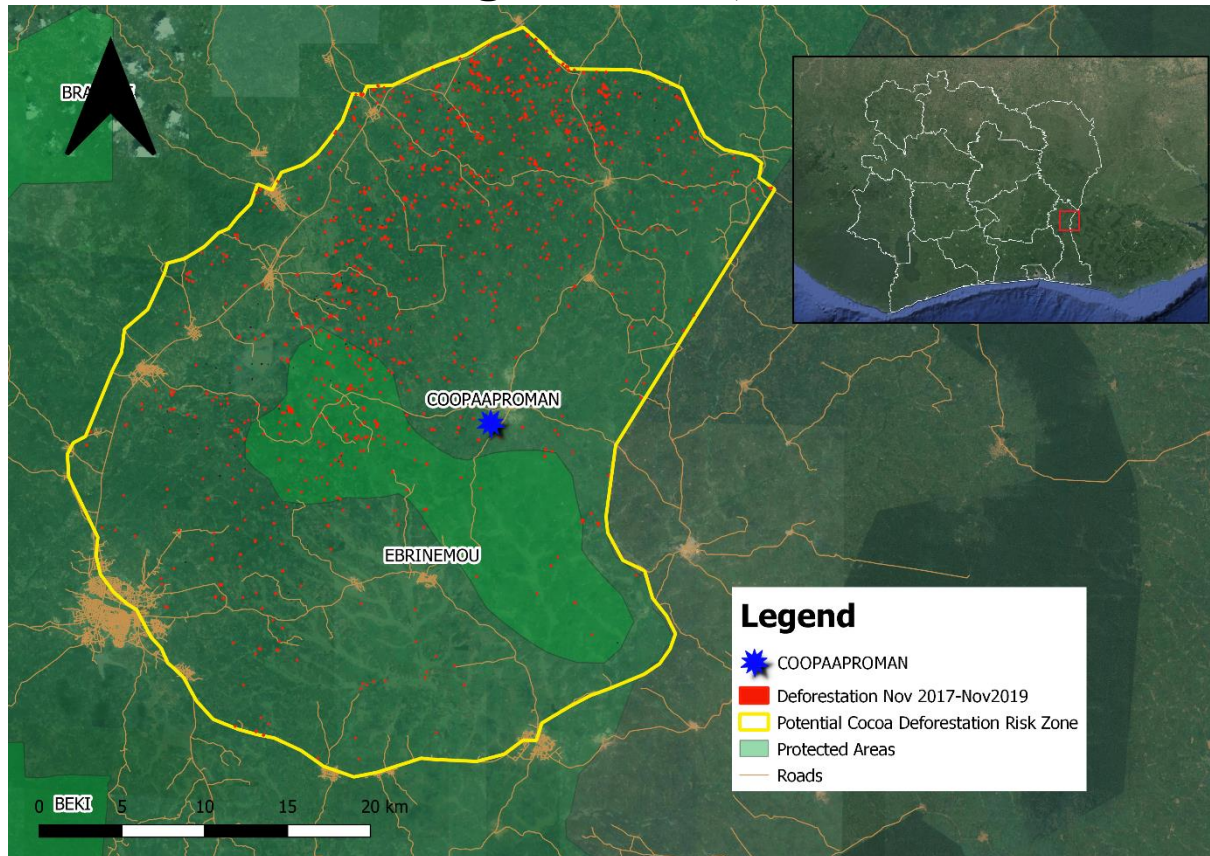 COOPAAPROMAN
EBRINEMOU
BEKI
0 5 10 15 20 km
Legend
COOPAAPROMAN
Deforestation Nov 2017-Nov2019
Potential Cocoa Deforestation Risk Zone
Protected Areas
Roads